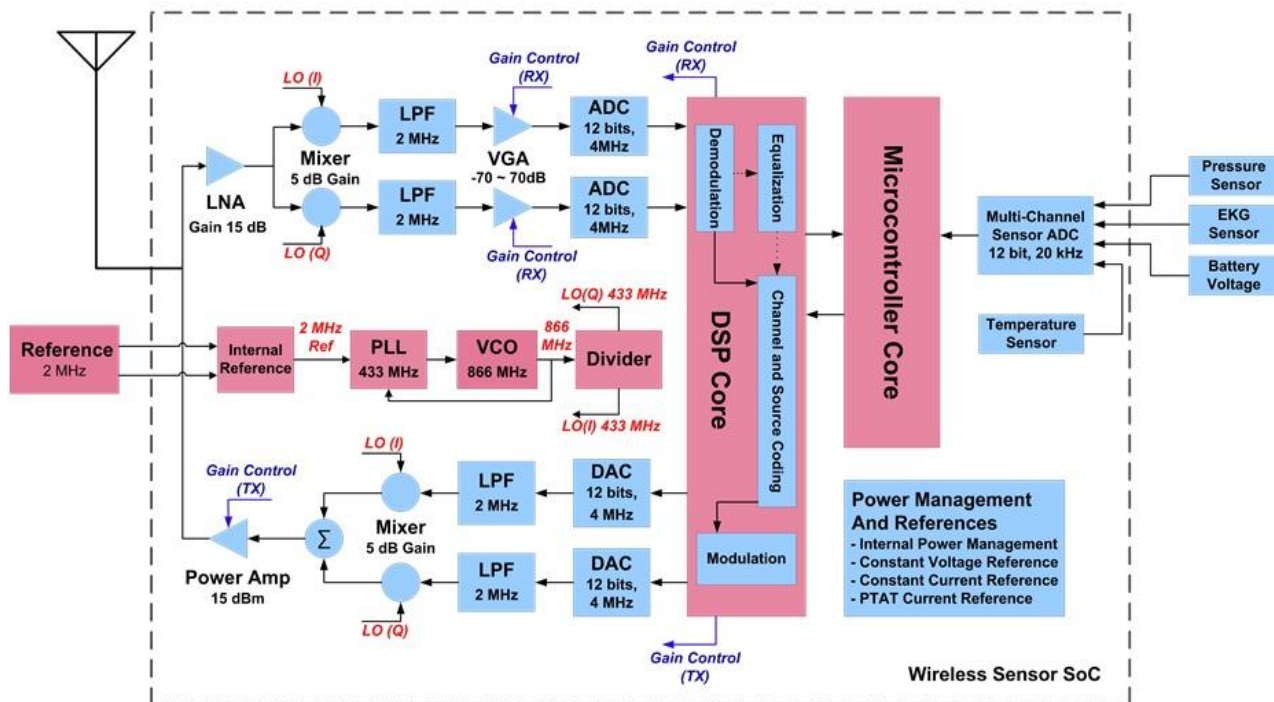 Gain Control
(RX)
Gain Control
(RX)
LO (I)
LPF
2 MHz
ADC
12 bits,
4MHz
Mixer
5 dB Gain
VGA
-70 ~ 70dB
LNA
Gain 15 dB
LPF
2 MHz
ADC
12 bits,
4MHz
LO (Q)
Gain Control
(RX)
Demodulation
Equalization
Channel and Source Coding
DSP Core
Modulation
Microcontroller Core
Multi-Channel
Sensor ADC
12 bit, 20 kHz
Pressure
Sensor
EKG
Sensor
Battery
Voltage
Temperature
Sensor
Reference
2 MHz
Internal
Reference
2 MHz
Ref
PLL
433 MHz
VCO
866 MHz
866
MHz
Divider
LO(Q) 433 MHz
LO(I) 433 MHz
LO (I)
Gain Control
(TX)
Power Amp
15 dBm
Σ
Mixer
5 dB Gain
LPF
2 MHz
DAC
12 bits,
4 MHz
LPF
2 MHz
DAC
12 bits,
4 MHz
LO (Q)
Gain Control
(TX)
Power Management
And References
- Internal Power Management
- Constant Voltage Reference
- Constant Current Reference
- PTAT Current Reference
Wireless Sensor SoC